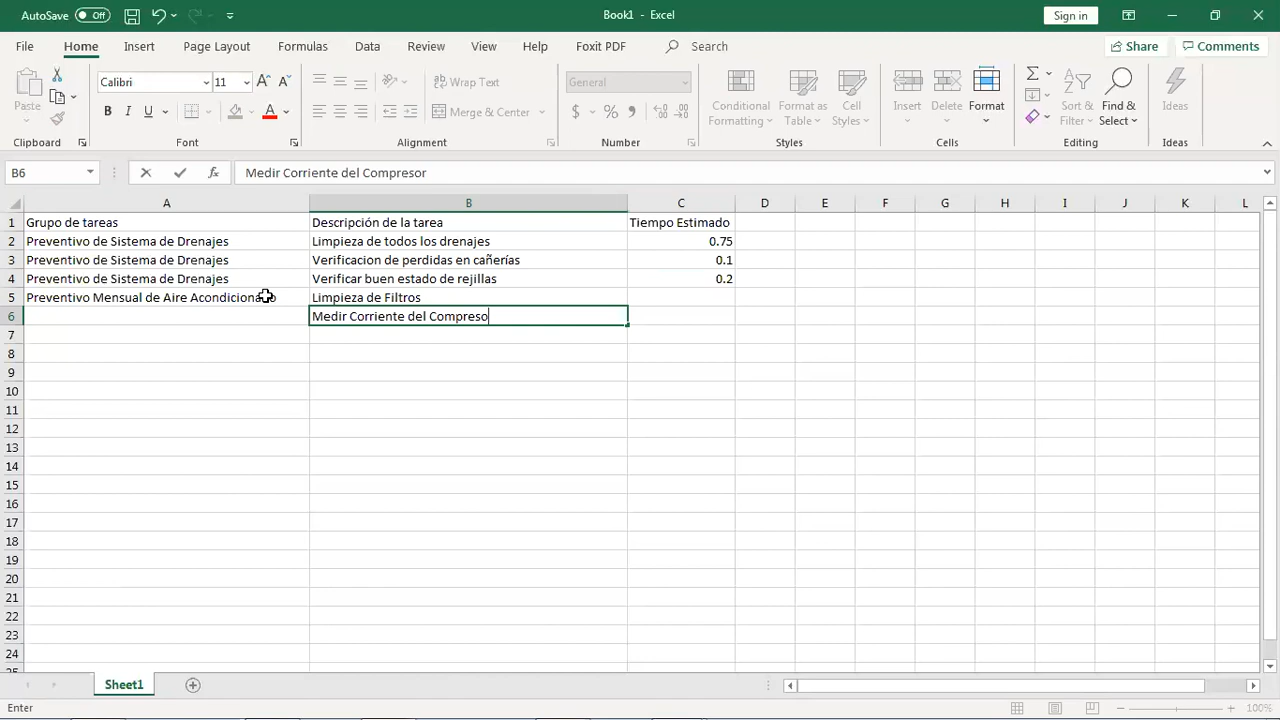 AutoSave Off Book1 - Excel Sign in
File Home Insert Page Layout Formulas Data Review View Help Foxit PDF Search Share Comments
Paste Calibri 11 Wrap Text General Conditional Formatting Format as Table Cell Styles Insert Delete Format Sort & Filter Find & Select Ideas
B I U A Merge & Center $ %
Clipboard Font Alignment Number Styles Cells Editing Ideas
B6 fx Medir Corriente del Compresor
A B C D E F G H I J K L
1 Grupo de tareas Descripción de la tarea Tiempo Estimado
2 Preventivo de Sistema de Drenajes Limpieza de todos los drenajes 0.75
3 Preventivo de Sistema de Drenajes Verificacion de perdidas en cañerías 0.1
4 Preventivo de Sistema de Drenajes Verificar buen estado de rejillas 0.2
5 Preventivo Mensual de Aire Acondicionado Limpieza de Filtros
6 Medir Corriente del Compreso
7
8
9
10
11
12
13
14
15
16
17
18
19
20
21
22
23
24
25
Sheet1
Enter 100%